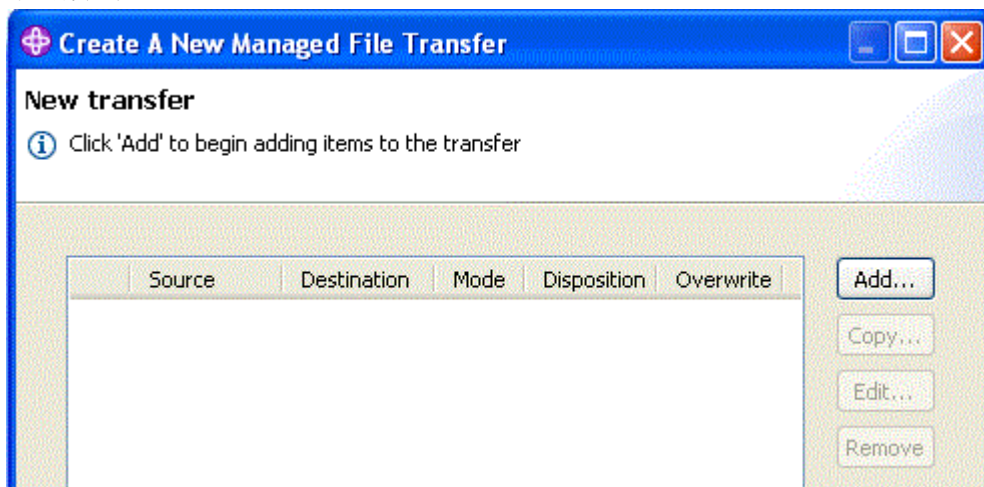 Create A New Managed File Transfer
New transfer
Click 'Add' to begin adding items to the transfer
Source Destination Mode Disposition Overwrite
Add...
Copy...
Edit...
Remove